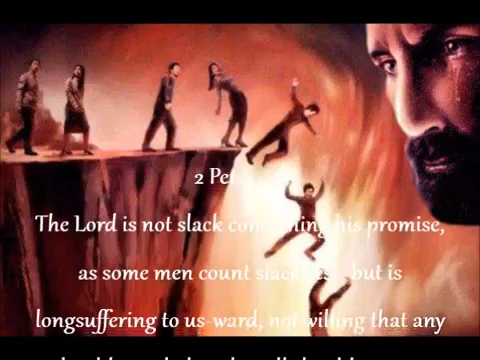 2
The Lord is not slack concerning his promise,
as some men count but is
longsuffering to us-ward, not willing that any